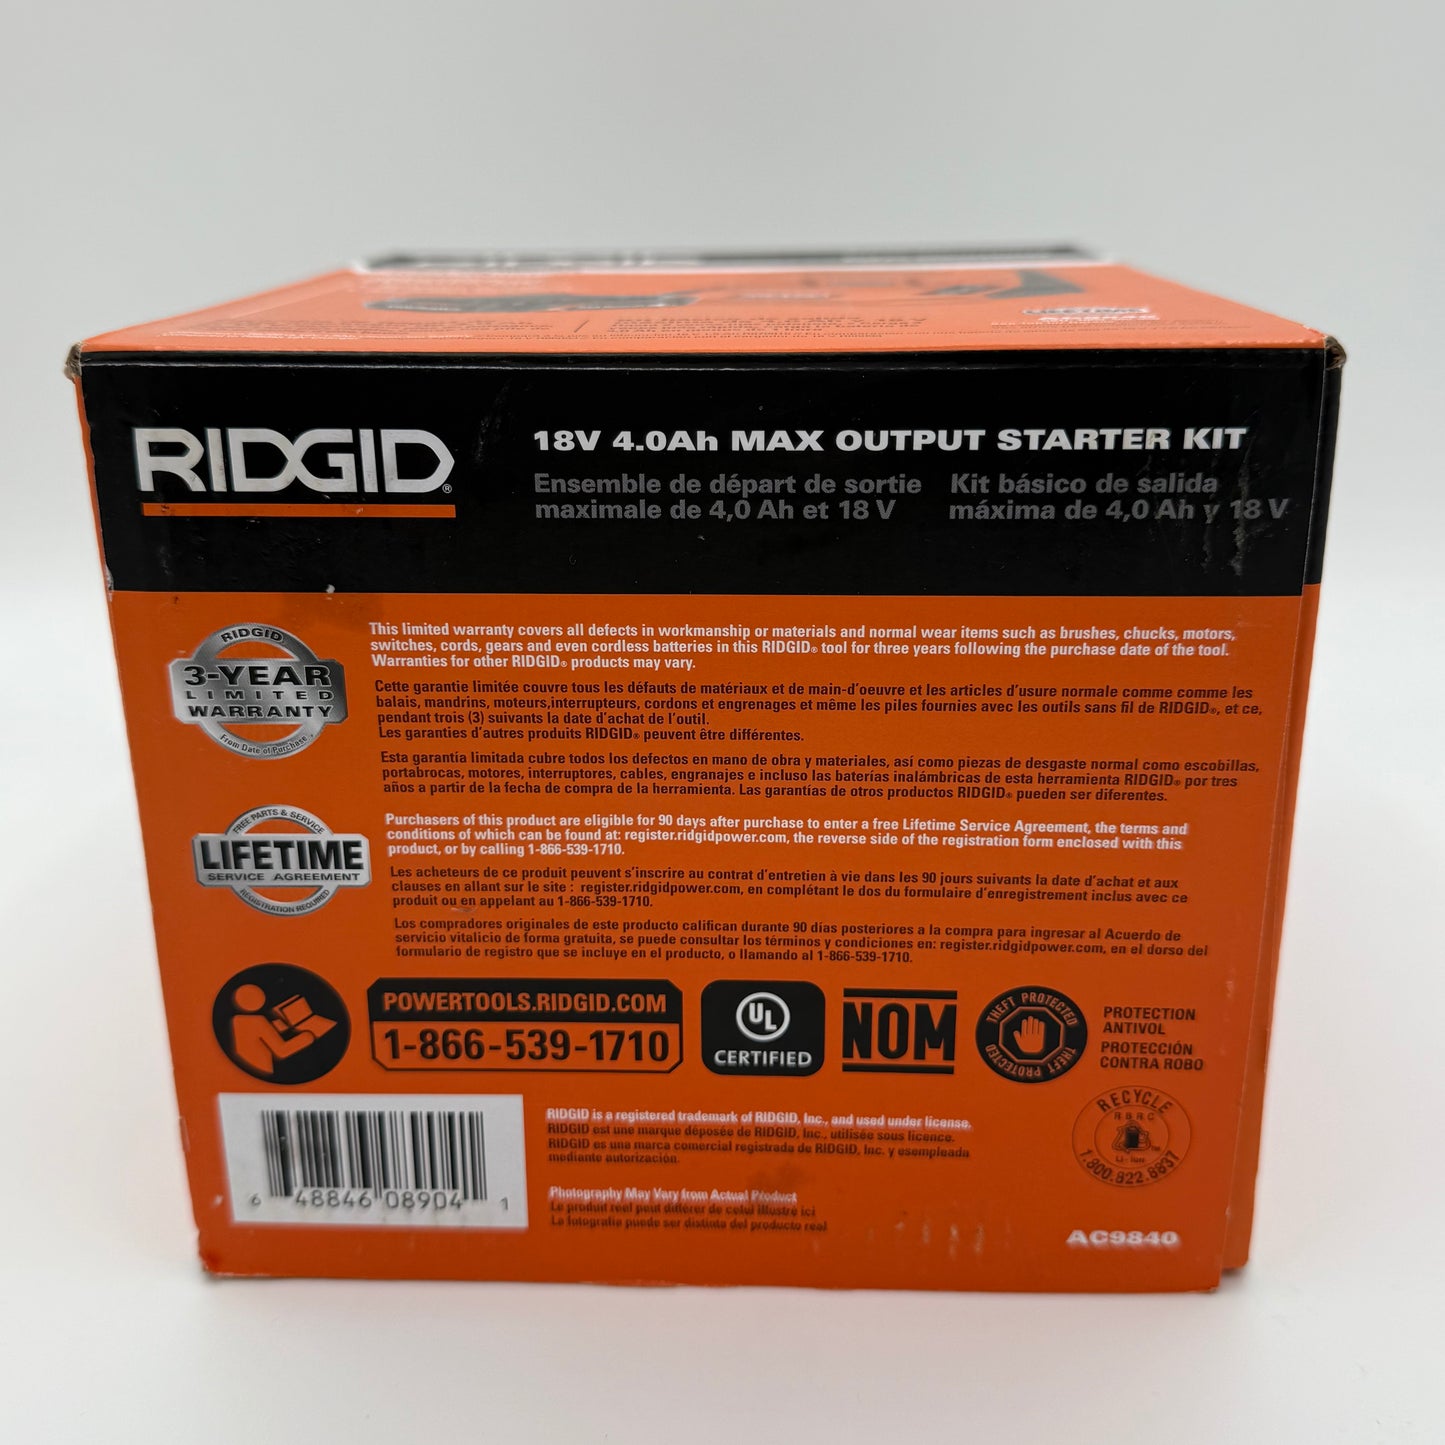 RIDGID®
18V 4.0Ah MAX OUTPUT STARTER KIT
Ensemble de départ de sortie
maximale de 4,0 Ah et 18 V
Kit básico de salida
máxima de 4,0 Ah y 18 V
RIDGID
3-YEAR
LIMITED
WARRANTY
From Date of Purchase
This limited warranty covers all defects in workmanship or materials and normal wear items such as brushes, chucks, motors,
switches, cords, gears and even cordless batteries in this RIDGID® tool for three years following the purchase date of the tool.
Warranties for other RIDGID® products may vary.
Cette garantie limitée couvre tous les défauts de matériaux et de main-d'oeuvre et les articles d'usure normale comme comme les
balais, mandrins, moteurs,interrupteurs, cordons et engrenages et même les piles fournies avec les outils sans fil de RIDGID®, et ce,
pendant trois (3) suivants la date d'achat de l'outil.
Les garanties d'autres produits RIDGID® peuvent être différentes.
Esta garantía limitada cubre todos los defectos en mano de obra y materiales, así como piezas de desgaste normal como escobillas,
portabrocas, motores, interruptores, cables, engranajes e incluso las baterías inalámbricas de esta herramienta RIDGID® por tres
años a partir de la fecha de compra de la herramienta. Las garantías de otros productos RIDGID® pueden ser diferentes.
FREE PARTS & SERVICE
LIFETIME
SERVICE AGREEMENT
REGISTRATION REQUIRED
Purchasers of this product are eligible for 90 days after purchase to enter a free Lifetime Service Agreement, the terms and
conditions of which can be found at: register.ridgidpower.com, the reverse side of the registration form enclosed with this
product, or by calling 1-866-539-1710.
Les acheteurs de ce produit peuvent s'inscrire au contrat d'entretien à vie dans les 90 jours suivants la date d'achat et aux
clauses en allant sur le site : register.ridgidpower.com, en complétant le dos du formulaire d'enregistrement inclus avec ce
produit ou en appelant au 1-866-539-1710.
Los compradores originales de este producto califican durante 90 días posteriores a la compra para ingresar al Acuerdo de
servicio vitalicio de forma gratuita, se puede consultar los términos y condiciones en: register.ridgidpower.com, en el dorso del
formulario de registro que se incluye en el producto, o llamando al 1-866-539-1710.
POWERTOOLS.RIDGID.COM
1-866-539-1710
UL
CERTIFIED
NOM
THEFT PROTECTED
THEFT PROTECTED
PROTECTION
ANTIVOL
PROTECCIÓN
CONTRA ROBO
6 48846 08904 1
RIDGID is a registered trademark of RIDGID, Inc., and used under license.
RIDGID est une marque déposée de RIDGID, Inc., utilisée sous licence.
RIDGID es una marca comercial registrada de RIDGID, Inc. y esempleada
mediante autorización.
Photography May Vary from Actual Product
Le produit réel peut différer de celui illustré ici
La fotografía puede ser distinta del producto real
RECYCLE
RBRC
Li-Ion
1.800.822.8837
AC9840